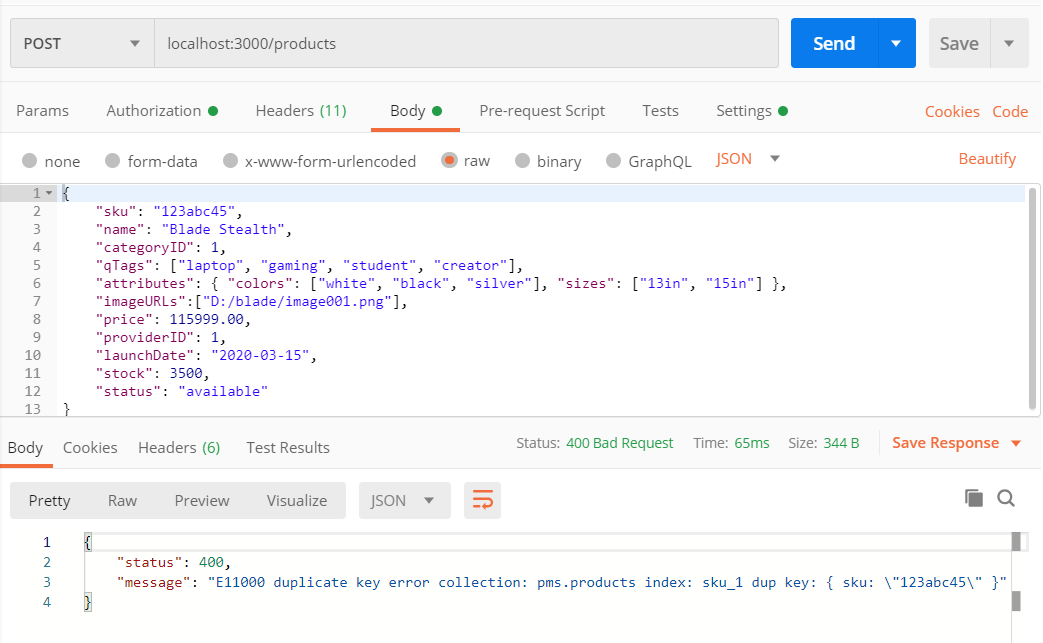 POST localhost:3000/products Send Save
Params Authorization Headers (11) Body Pre-request Script Tests Settings Cookies Code
none form-data x-www-form-urlencoded raw binary GraphQL JSON Beautify
1 {
2 "sku": "123abc45",
3 "name": "Blade Stealth",
4 "categoryID": 1,
5 "qTags": ["laptop", "gaming", "student", "creator"],
6 "attributes": { "colors": ["white", "black", "silver"], "sizes": ["13in", "15in"] },
7 "imageURLs":["D:/blade/image001.png"],
8 "price": 115999.00,
9 "providerID": 1,
10 "launchDate": "2020-03-15",
11 "stock": 3500,
12 "status": "available"
13 }
Body Cookies Headers (6) Test Results Status: 400 Bad Request Time: 65ms Size: 344 B Save Response
Pretty Raw Preview Visualize JSON
1 {
2 "status": 400,
3 "message": "E11000 duplicate key error collection: pms.products index: sku_1 dup key: { sku: \"123abc45\" }"
4 }